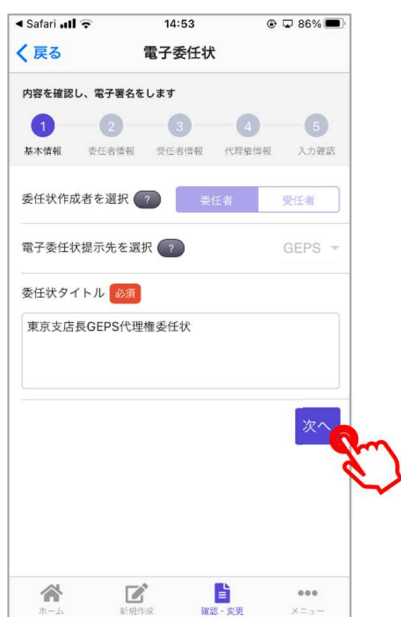 ◀ Safari 14:53 86%
戻る 電子委任状
内容を確認し、電子署名をします
1 2 3 4 5
基本情報 委任者情報 受任者情報 代理権情報 入力確認
委任状作成者を選択 ? 委任者 受任者
電子委任状提示先を選択 ? GEPS
委任状タイトル 必須
東京支店長GEPS代理権委任状
次へ
ホーム 新規作成 確認・変更 メニュー